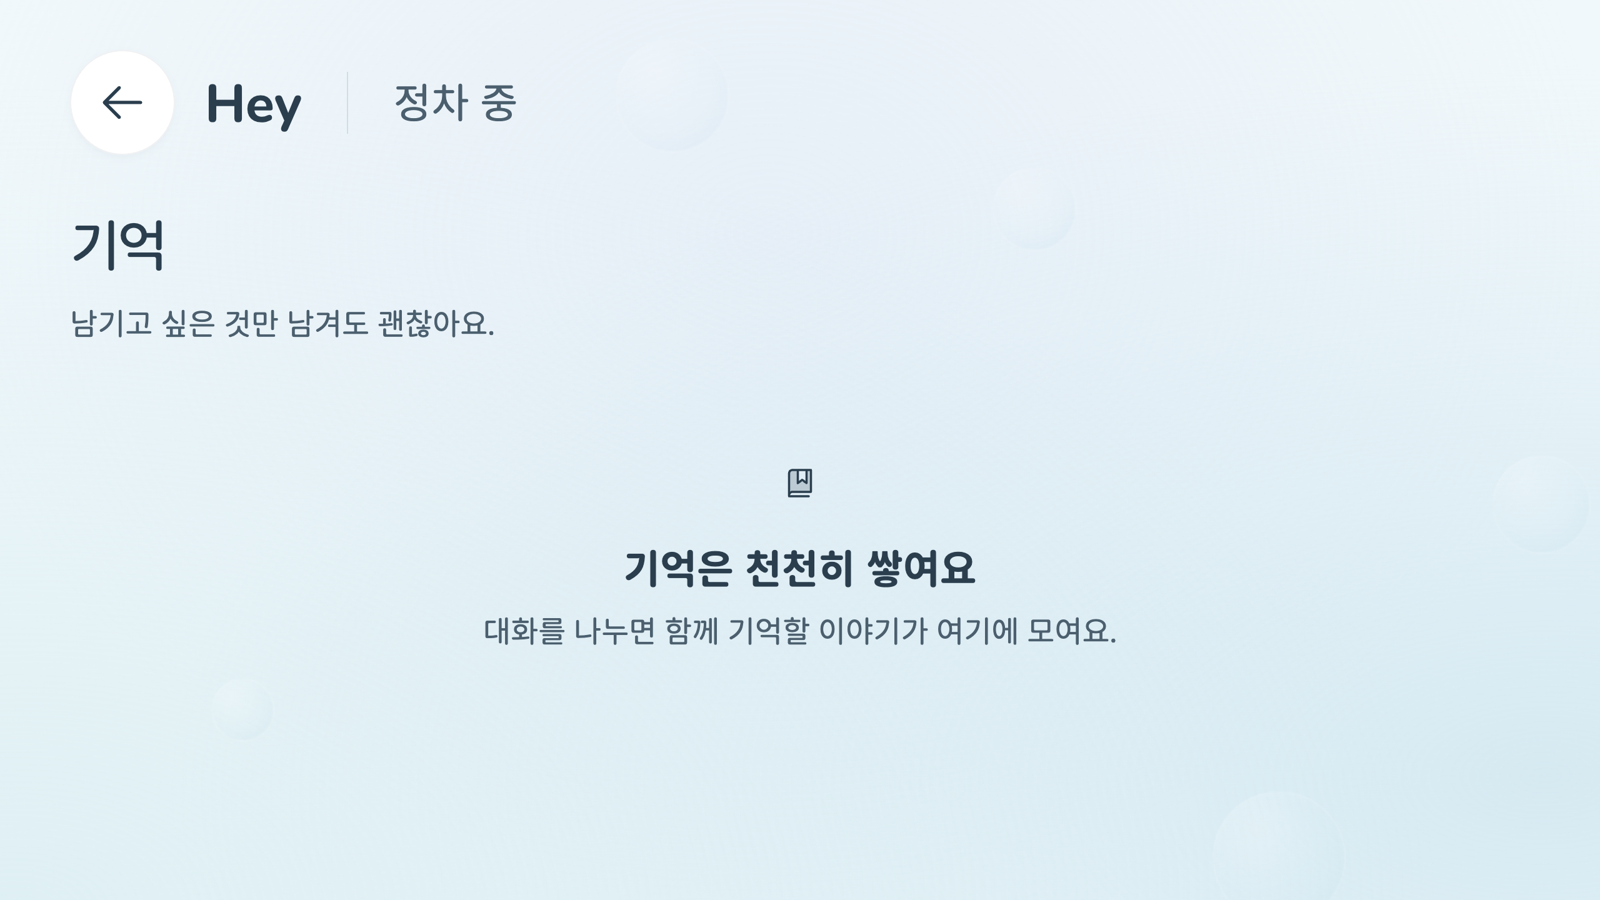 Hey
정차 중
기억
남기고 싶은 것만 남겨도 괜찮아요.
기억은 천천히 쌓여요
대화를 나누면 함께 기억할 이야기가 여기에 모여요.